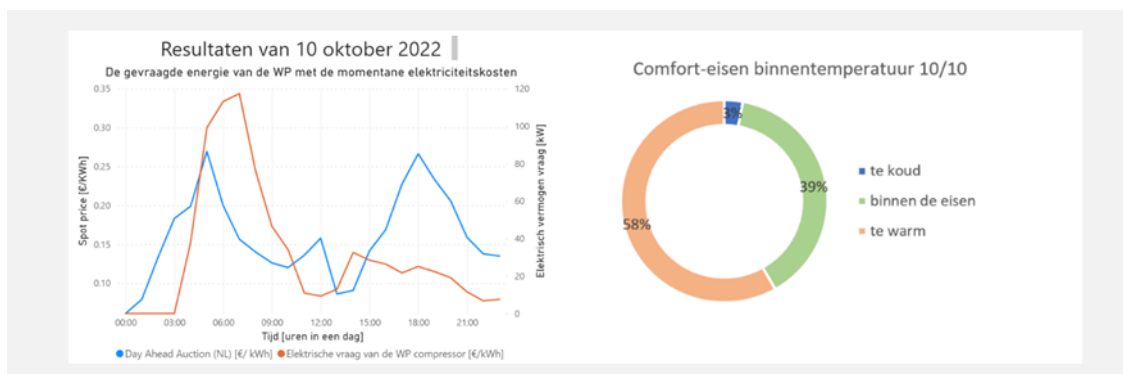 Resultaten van 10 oktober 2022
De gevraagde energie van de WP met de momentane elektriciteitskosten
0.35
0.30
0.25
0.20
0.15
0.10
Spot price [€/KWh]
120
100
80
60
40
20
0
Elektrisch vermogen vraag [kW]
00:00 03:00 06:00 09:00 12:00 15:00 18:00 21:00
Tijd [uren in een dag]
Day Ahead Auction (NL) [€/ kWh] Elektrische vraag van de WP compressor [€/kWh]
Comfort-eisen binnentemperatuur 10/10
3%
39%
58%
te koud
binnen de eisen
te warm